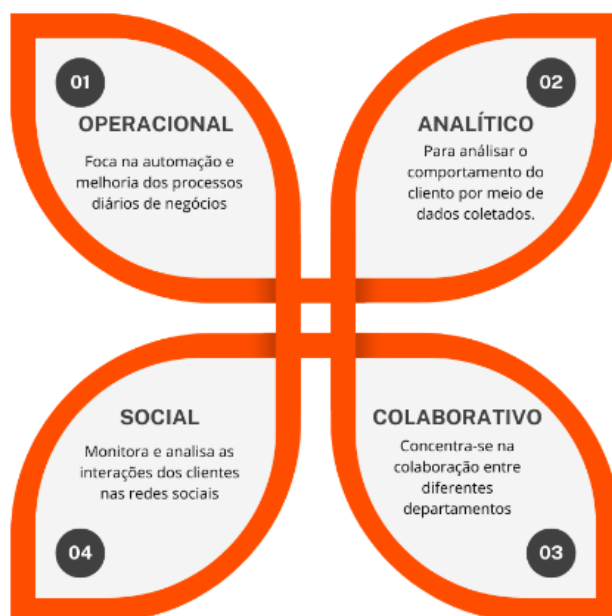 01
OPERACIONAL
Foca na automação e
melhoria dos processos
diários de negócios
02
ANALÍTICO
Para análisar o
comportamento do
cliente por meio de
dados coletados.
SOCIAL
Monitora e analisa as
interações dos clientes
nas redes sociais
04
COLABORATIVO
Concentra-se na
colaboração entre
diferentes
departamentos
03